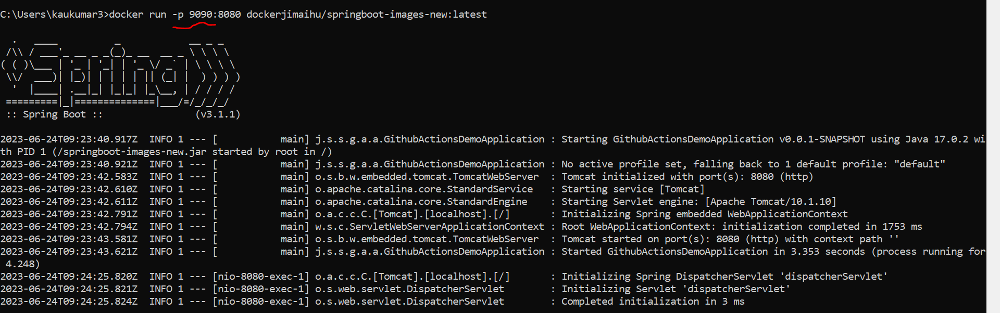 C:\Users\kaukumar3>docker run -p 9090:8080 dockerjimaihu/springboot-images-new:latest
  .   ____          _            __ _ _
 /\\ / ___'_ __ _ _(_)_ __  __ _ \ \ \ \
( ( )\___ | '_ | '_| | '_ \/ _` | \ \ \ \
 \\/  ___)| |_)| | | | | || (_| |  ) ) ) )
  '  |____| .__|_| |_|_| |_\__, | / / / /
 =========|_|==============|___/=/_/_/_/
 :: Spring Boot ::                (v3.1.1)
2023-06-24T09:23:40.917Z  INFO 1 --- [           main] j.s.s.g.a.a.GithubActionsDemoApplication : Starting GithubActionsDemoApplication v0.0.1-SNAPSHOT using Java 17.0.2 wi
th PID 1 (/springboot-images-new.jar started by root in /)
2023-06-24T09:23:40.921Z  INFO 1 --- [           main] j.s.s.g.a.a.GithubActionsDemoApplication : No active profile set, falling back to 1 default profile: "default"
2023-06-24T09:23:42.583Z  INFO 1 --- [           main] o.s.b.w.embedded.tomcat.TomcatWebServer  : Tomcat initialized with port(s): 8080 (http)
2023-06-24T09:23:42.610Z  INFO 1 --- [           main] o.apache.catalina.core.StandardService   : Starting service [Tomcat]
2023-06-24T09:23:42.611Z  INFO 1 --- [           main] o.apache.catalina.core.StandardEngine    : Starting Servlet engine: [Apache Tomcat/10.1.10]
2023-06-24T09:23:42.791Z  INFO 1 --- [           main] o.a.c.c.C.[Tomcat].[localhost].[/]       : Initializing Spring embedded WebApplicationContext
2023-06-24T09:23:42.794Z  INFO 1 --- [           main] w.s.c.ServletWebServerApplicationContext : Root WebApplicationContext: initialization completed in 1753 ms
2023-06-24T09:23:43.581Z  INFO 1 --- [           main] o.s.b.w.embedded.tomcat.TomcatWebServer  : Tomcat started on port(s): 8080 (http) with context path ''
2023-06-24T09:23:43.621Z  INFO 1 --- [           main] j.s.s.g.a.a.GithubActionsDemoApplication : Started GithubActionsDemoApplication in 3.353 seconds (process running for
 4.248)
2023-06-24T09:24:25.820Z  INFO 1 --- [nio-8080-exec-1] o.a.c.c.C.[Tomcat].[localhost].[/]       : Initializing Spring DispatcherServlet 'dispatcherServlet'
2023-06-24T09:24:25.821Z  INFO 1 --- [nio-8080-exec-1] o.s.web.servlet.DispatcherServlet        : Initializing Servlet 'dispatcherServlet'
2023-06-24T09:24:25.824Z  INFO 1 --- [nio-8080-exec-1] o.s.web.servlet.DispatcherServlet        : Completed initialization in 3 ms